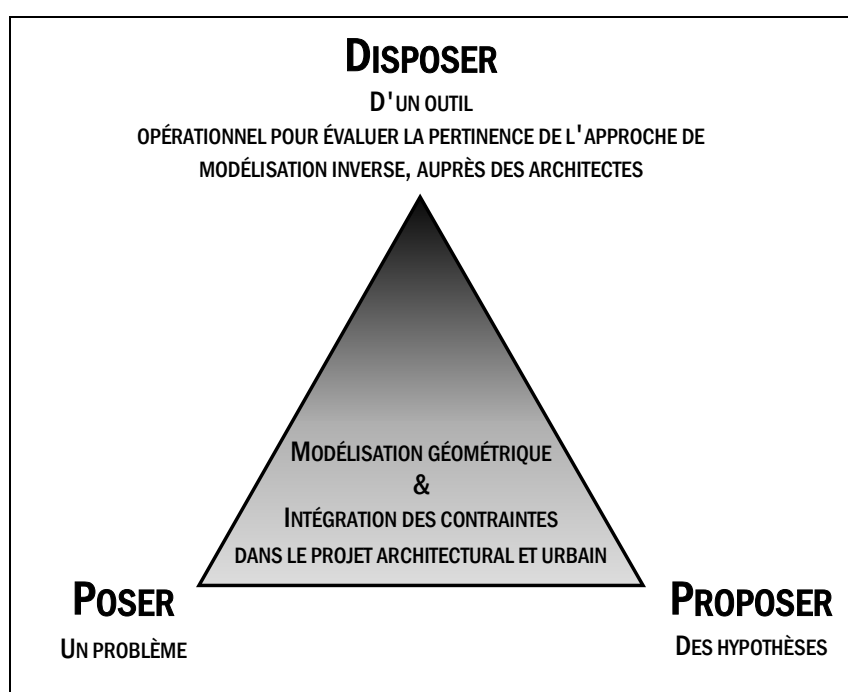 DISPOSER
D'UN OUTIL
OPÉRATIONNEL POUR ÉVALUER LA PERTINENCE DE L'APPROCHE DE
MODÉLISATION INVERSE, AUPRÈS DES ARCHITECTES
MODÉLISATION GÉOMÉTRIQUE
&
INTÉGRATION DES CONTRAINTES
DANS LE PROJET ARCHITECTURAL ET URBAIN
POSER
UN PROBLÈME
PROPOSER
DES HYPOTHÈSES